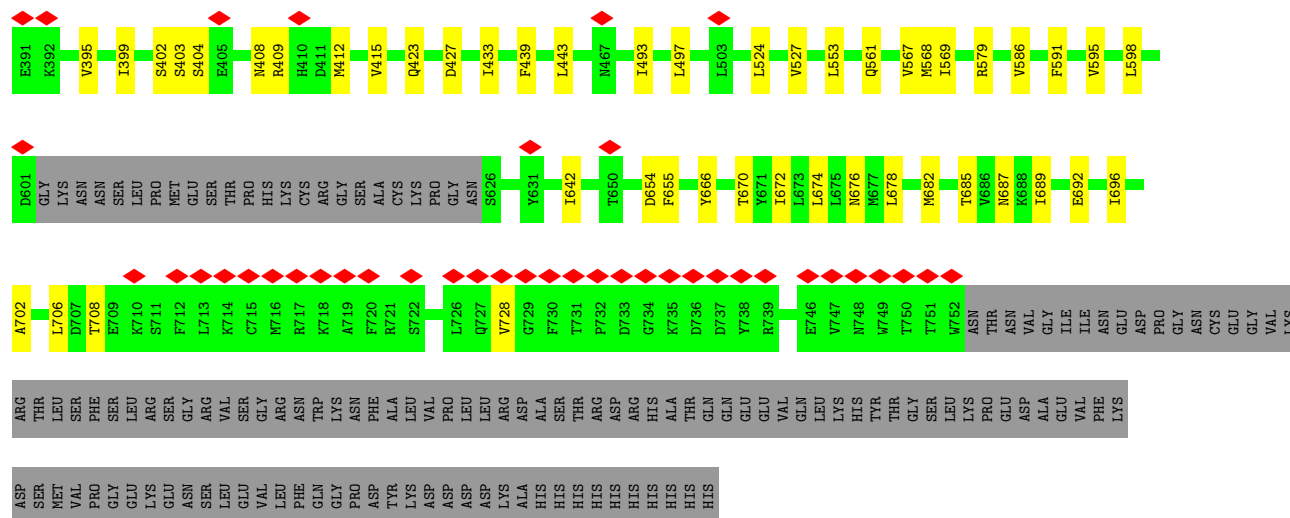 E391 K392 V395 I399 S402 S403 S404 E405 N408 R409 H410 D411 M412 V415 Q423 D427 I433 F439 L443 N467 I493 L497 L503 L524 V527 L553 Q561 V567 M568 I569 R579 V586 F591 V595 L598
D601 GLY LYS ASN ASN SER LEU PRO MET GLU SER THR PRO HIS LYS CYS ARG GLY SER ALA CYS LYS PRO GLY ASN S626 Y631 I642 T650 D654 F655 Y666 T670 Y671 I672 L673 L674 L675 N676 M677 L678 M682 T685 V686 N687 K688 I689 E692 I696
A702 L706 D707 T708 E709 K710 S711 F712 L713 K714 C715 M716 R717 K718 A719 F720 R721 S722 L726 Q727 V728 G729 F730 T731 P732 D733 G734 K735 D736 D737 Y738 R739 E746 V747 N748 W749 T750 T751 W752 ASN THR ASN VAL GLY ILE ILE ASN GLU ASP PRO GLY ASN CYS GLU GLY VAL LYS
ARG THR LEU SER PHE SER LEU ARG SER GLY ARG VAL SER GLY ARG ASN TRP LYS ASN PHE ALA LEU VAL PRO LEU LEU ARG ASP ALA SER THR ARG ASP ARG HIS ALA THR GLN GLN GLU GLU VAL GLN LEU LYS HIS TYR THR GLY SER LEU LYS PRO GLU ASP ALA GLU VAL PHE LYS
ASP SER MET VAL PRO GLY GLU LYS GLU ASN SER LEU GLU VAL LEU PHE GLN GLY PRO ASP TYR LYS ASP ASP ASP ASP LYS ALA HIS HIS HIS HIS HIS HIS HIS HIS HIS HIS